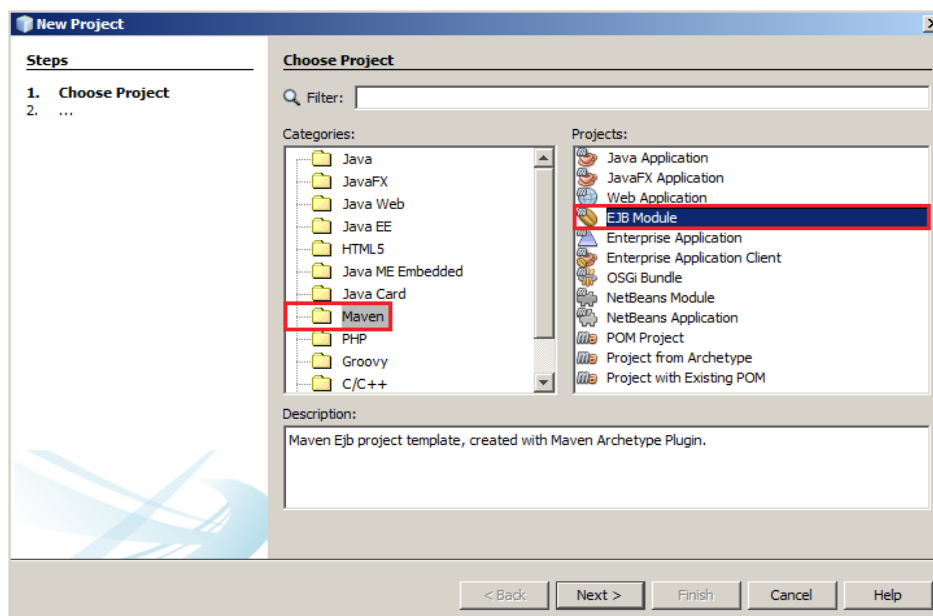 New Project
Steps
1. Choose Project
2. ...
Choose Project
Filter:
Categories:
Java
JavaFX
Java Web
Java EE
HTML5
Java ME Embedded
Java Card
Maven
PHP
Groovy
C/C++
Projects:
Java Application
JavaFX Application
Web Application
EJB Module
Enterprise Application
Enterprise Application Client
OSGi Bundle
NetBeans Module
NetBeans Application
POM Project
Project from Archetype
Project with Existing POM
Description:
Maven Ejb project template, created with Maven Archetype Plugin.
< Back
Next >
Finish
Cancel
Help